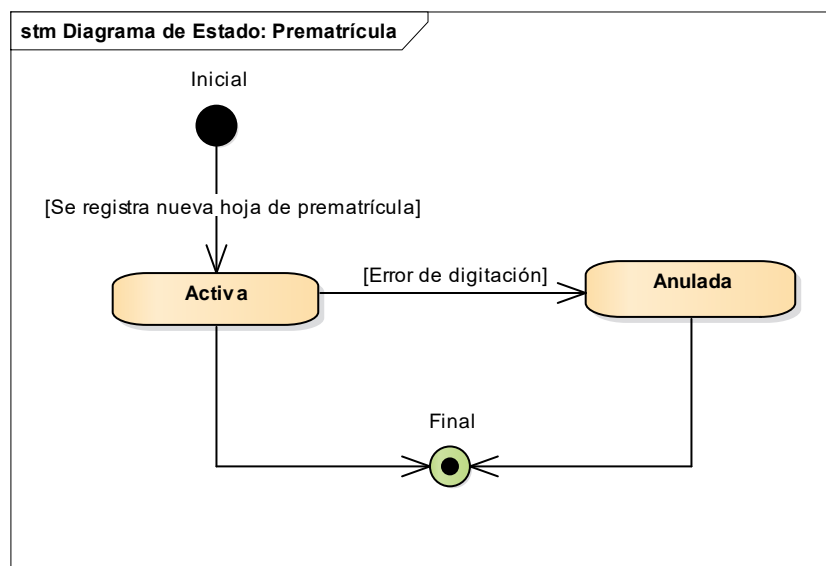 stm Diagrama de Estado: Prematrícula
Inicial
[Se registra nueva hoja de prematrícula]
[Error de digitación]
Activa
Anulada
Final